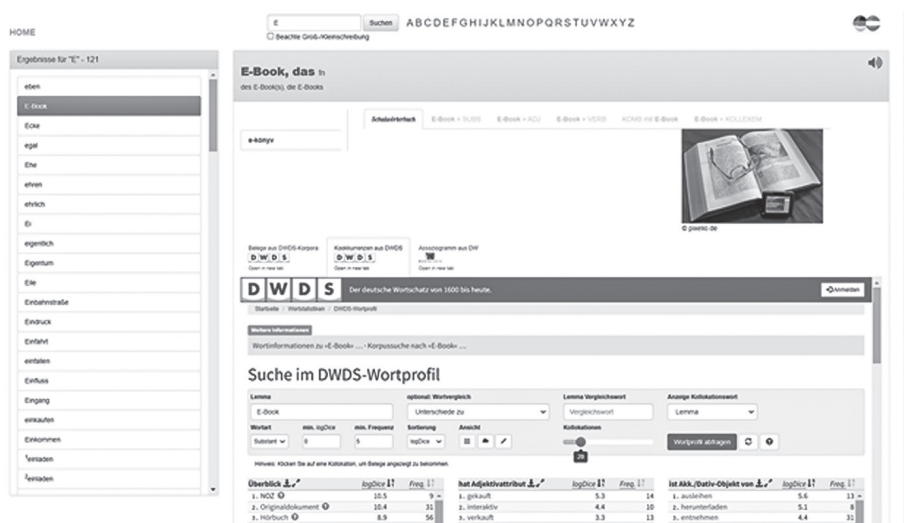 HOME
E
Suchen
ABCDEFGHIJKLMNOPQRSTUVWXYZ
Beachte Groß-/Kleinschreibung
Ergebnisse für "E" - 121
eben
E-Book
Ecke
egal
Ehe
ehren
ehrlich
Ei
eigentlich
Eigentum
Eile
Einbahnstraße
Eindruck
Einfahrt
einfallen
Einfluss
Eingang
einkaufen
Einkommen
¹einladen
²einladen
E-Book, das fn
des E-Book(s), die E-Books
Schulwörterbuch
E-Book + SUBS
E-Book + ADJ
E-Book + VERB
KOMB mit E-Book
E-Book + KOLLEXEM
e-könyv
© pixelio.de
Belege aus DWDS-Korpora
DWDS
Open in new tab
Kookkurrenzen aus DWDS
DWDS
Open in new tab
Assoziogramm aus DW
Open in new tab
DWDS
Der deutsche Wortschatz von 1600 bis heute.
Anmelden
Startseite / Wortstatistiken / DWDS-Wortprofil
Weitere Informationen
Wortinformationen zu »E-Book« ... · Korpussuche nach »E-Book« ...
Suche im DWDS-Wortprofil
Lemma
optional: Wortvergleich
Lemma Vergleichswort
Anzeige Kollokationswort
E-Book
Unterschiede zu
Vergleichswort
Lemma
Wortart
min. logDice
min. Frequenz
Sortierung
Ansicht
Kollokationen
Substant
0
5
logDice
20
Wortprofil abfragen
Hinweis: Klicken Sie auf eine Kollokation, um Belege angezeigt zu bekommen.
Überblick logDice Freq.
1. NOZ 10.5 9
2. Originaldokument 10.4 31
3. Hörbuch 8.9 56
hat Adjektivattribut logDice Freq.
1. gekauft 5.3 14
2. interaktiv 4.4 10
3. verkauft 3.3 13
ist Akk./Dativ-Objekt von logDice Freq.
1. ausleihen 5.6 13
2. herunterladen 5.1 8
3. entnehmen 4.4 31